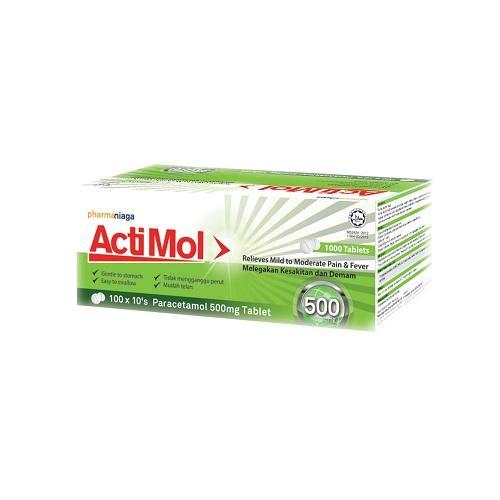 ActiMol
pharmaniaga
ActiMol
1000 Tablets
Relieves Mild to Moderate Pain & Fever
Melegakan Kesakitan dan Demam
Gentle to stomach
Easy to swallow
Tidak mengganggu perut
Mudah telan
100 x 10's Paracetamol 500mg Tablet
500